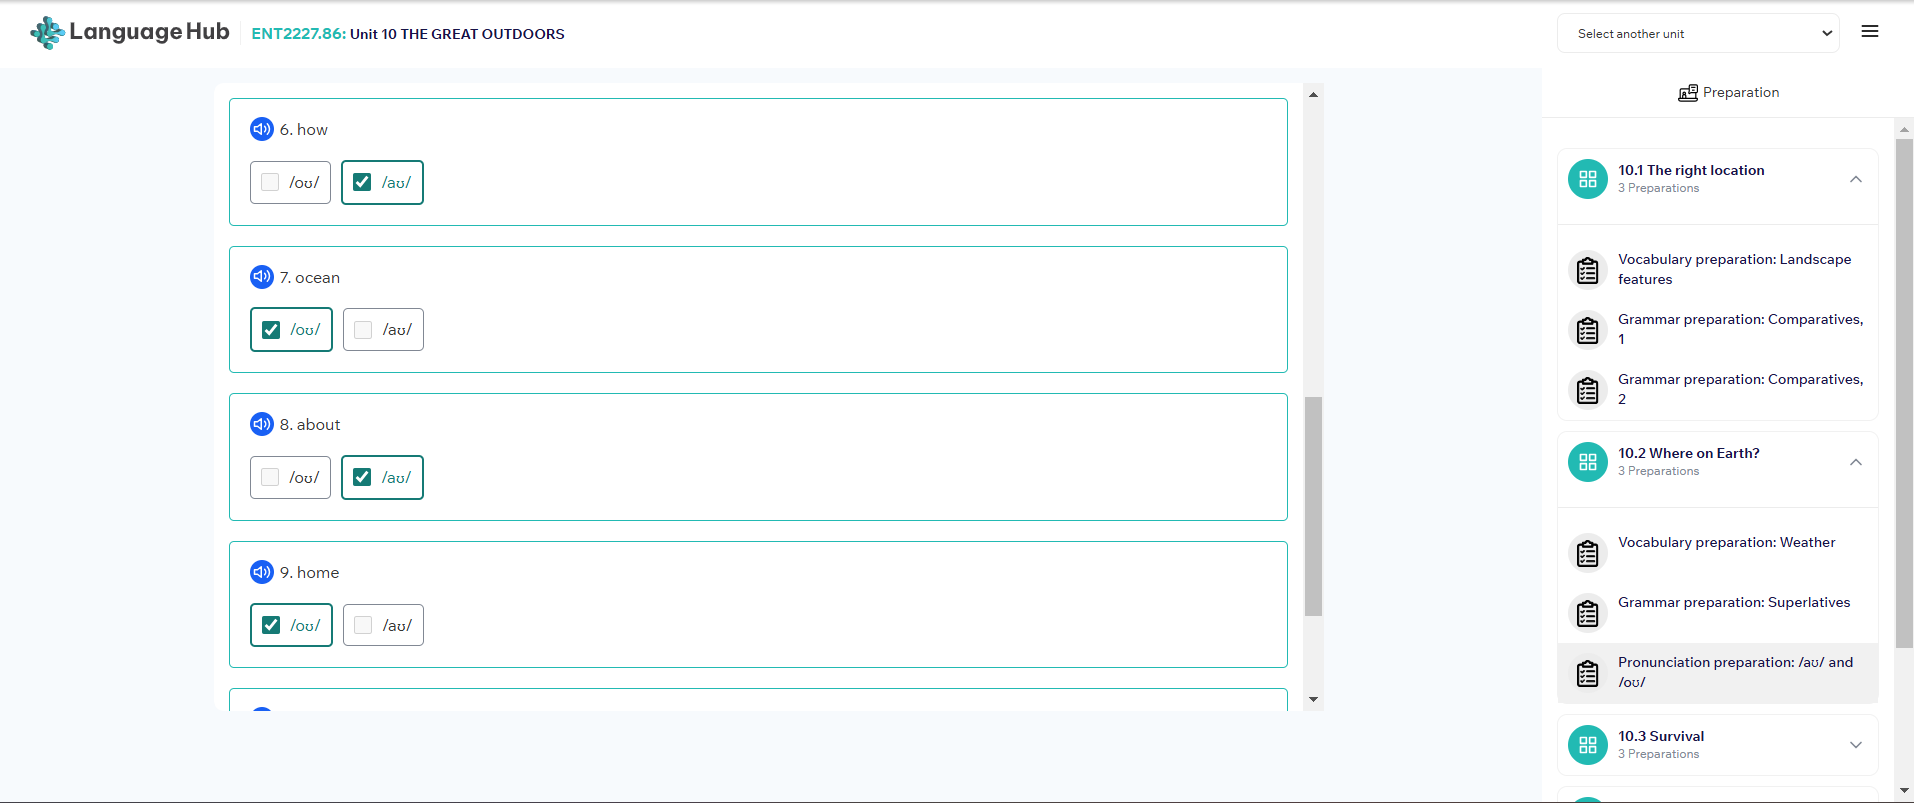 Language Hub
ENT2227.86: Unit 10 THE GREAT OUTDOORS
Select another unit
6. how
/oʊ/
/aʊ/
7. ocean
/oʊ/
/aʊ/
8. about
/oʊ/
/aʊ/
9. home
/oʊ/
/aʊ/
Preparation
10.1 The right location
3 Preparations
Vocabulary preparation: Landscape
features
Grammar preparation: Comparatives,
1
Grammar preparation: Comparatives,
2
10.2 Where on Earth?
3 Preparations
Vocabulary preparation: Weather
Grammar preparation: Superlatives
Pronunciation preparation: /aʊ/ and
/oʊ/
10.3 Survival
3 Preparations